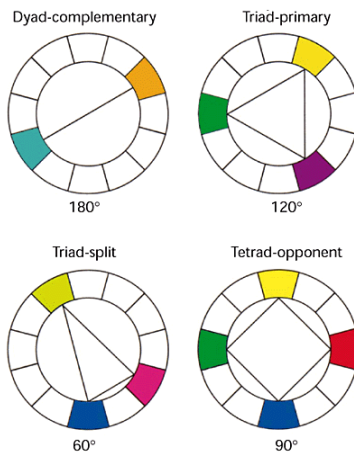 Dyad-complementary
Triad-primary
180°
120°
Triad-split
Tetrad-opponent
60°
90°